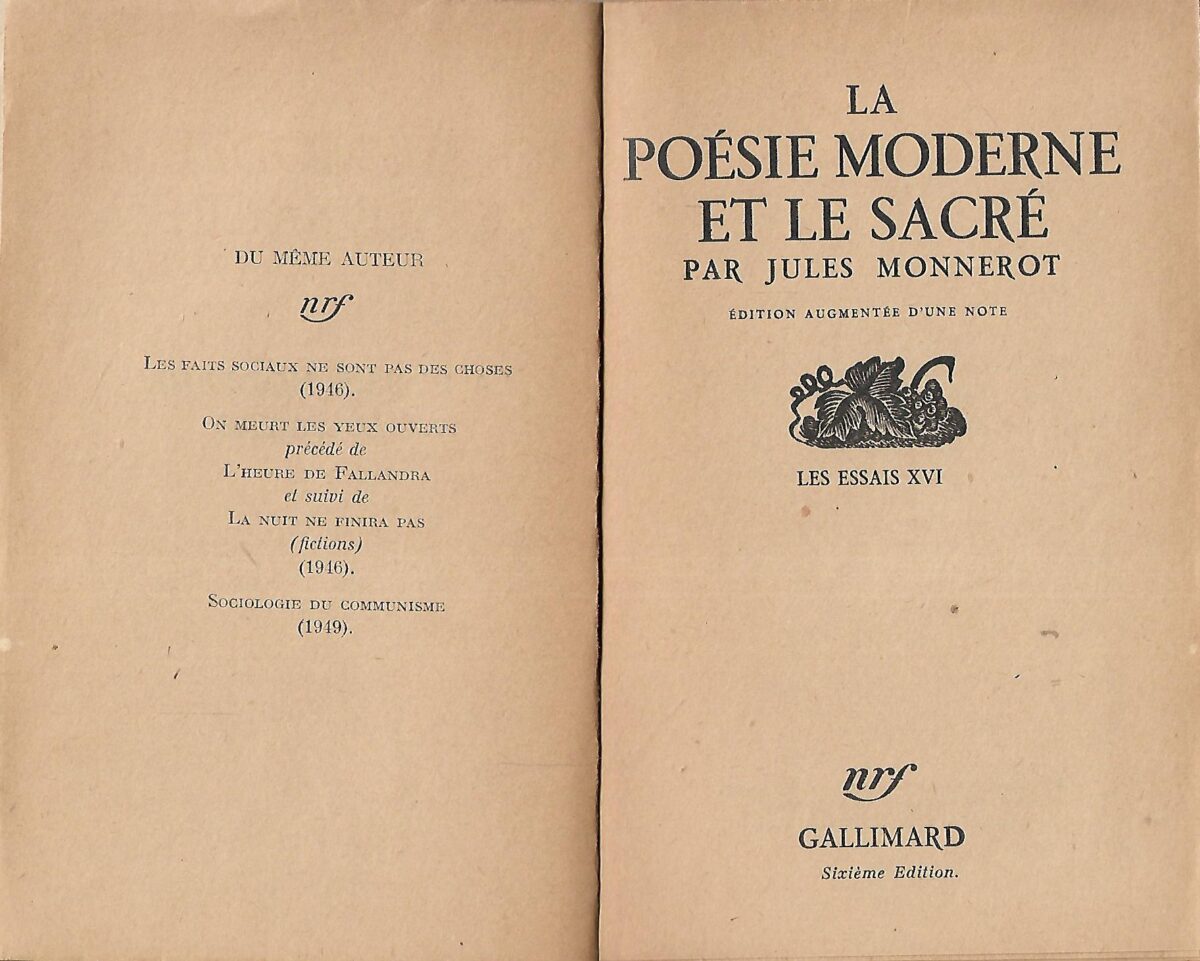 DU MÊME AUTEUR
nrf
LES FAITS SOCIAUX NE SONT PAS DES CHOSES
(1946).
ON MEURT LES YEUX OUVERTS
précédé de
L'HEURE DE FALLANDRA
et suivi de
LA NUIT NE FINIRA PAS
(fictions)
(1946).
SOCIOLOGIE DU COMMUNISME
(1949).
LA
POÉSIE MODERNE
ET LE SACRÉ
PAR JULES MONNEROT
ÉDITION AUGMENTÉE D'UNE NOTE
LES ESSAIS XVI
nrf
GALLIMARD
Sixième Edition.